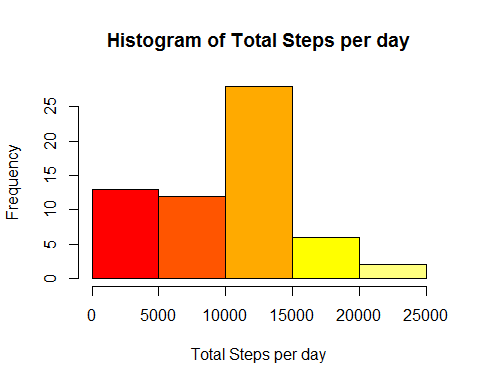 Histogram of Total Steps per day
Frequency
25
20
15
10
5
0
0 5000 10000 15000 20000 25000
Total Steps per day